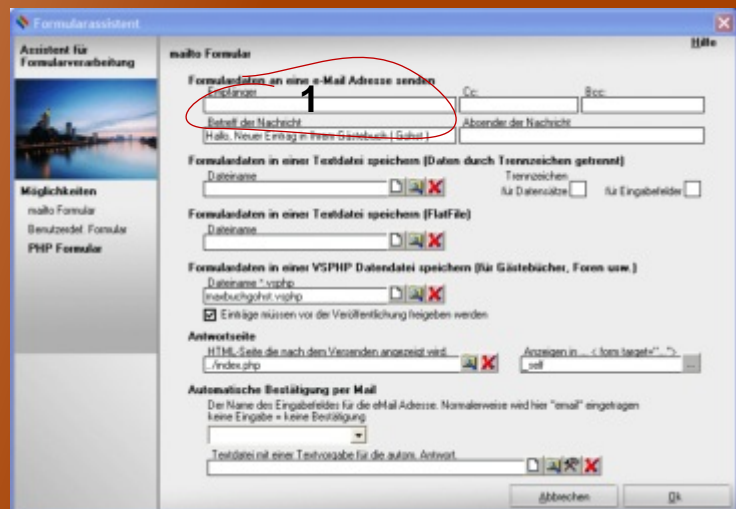 Formularassistent
Hilfe
Assistent für
Formularverarbeitung
Möglichkeiten
mailto Formular
Benutzerdef. Formular
PHP Formular
mailto Formular
Formulardaten an eine e-Mail Adresse senden
Empfänger Cc: Bcc:
1
Betreff der Nachricht Absender der Nachricht
Hallo, Neuer Eintrag in Ihrem Gästebuch ( Gohst )
Formulardaten in einer Textdatei speichern (Daten durch Trennzeichen getrennt)
Dateiname Trennzeichen
für Datensätze für Eingabefelder
Formulardaten in einer Textdatei speichern (FlatFile)
Dateiname
Formulardaten in einer VSPHP Datendatei speichern (für Gästebücher, Foren usw.)
Dateiname *.vsphp
maxbuchgohst.vsphp
Einträge müssen vor der Veröffentlichung freigeben werden
Antwortseite
HTML-Seite die nach dem Versenden angezeigt wird. Anzeigen in ... < form target="...">
../index.php _self ...
Automatische Bestätigung per Mail
Der Name des Eingabefeldes für die eMail Adresse. Normalerweise wird hier "email" eingetragen
keine Eingabe = keine Bestätigung
Textdatei mit einer Textvorgabe für die autom. Antwort.
Abbrechen Ok